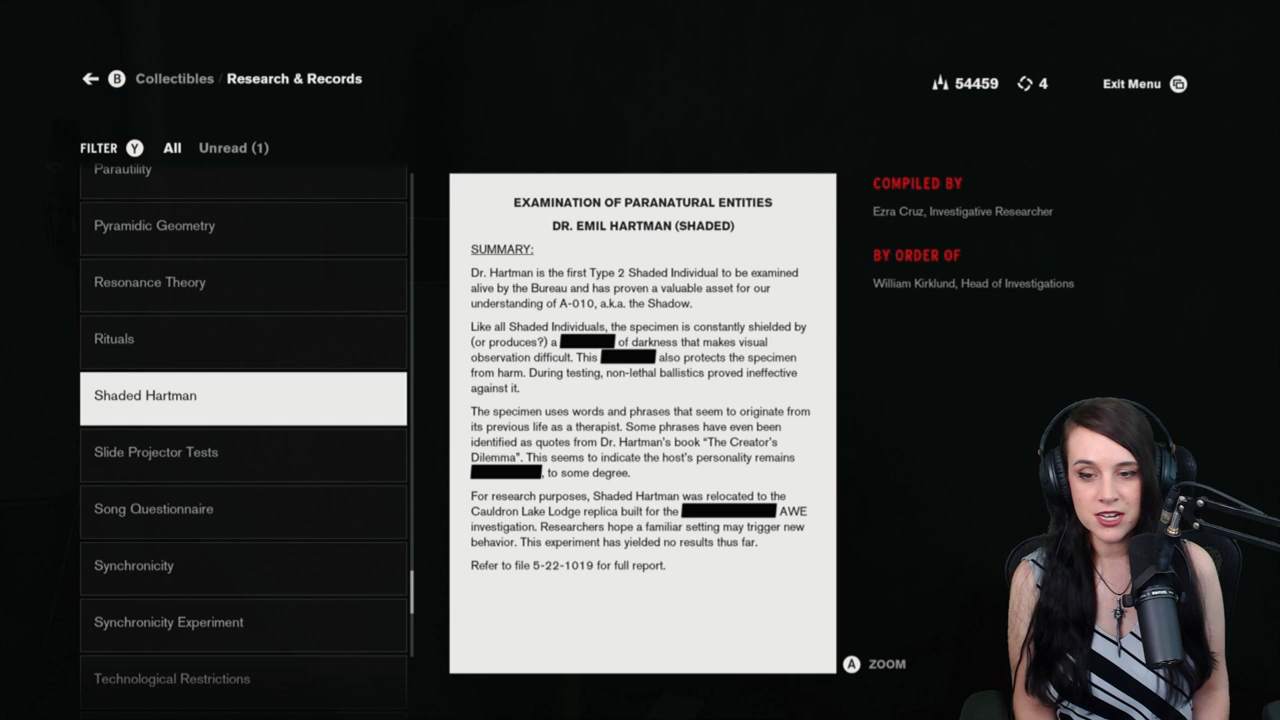 B Collectibles / Research & Records
54459 4 Exit Menu
FILTER Y All Unread (1)
Parautility
Pyramidic Geometry
Resonance Theory
Rituals
Shaded Hartman
Slide Projector Tests
Song Questionnaire
Synchronicity
Synchronicity Experiment
Technological Restrictions
EXAMINATION OF PARANATURAL ENTITIES
DR. EMIL HARTMAN (SHADED)
SUMMARY:
Dr. Hartman is the first Type 2 Shaded Individual to be examined
alive by the Bureau and has proven a valuable asset for our
understanding of A-010, a.k.a. the Shadow.
Like all Shaded Individuals, the specimen is constantly shielded by
(or produces?) a of darkness that makes visual
observation difficult. This also protects the specimen
from harm. During testing, non-lethal ballistics proved ineffective
against it.
The specimen uses words and phrases that seem to originate from
its previous life as a therapist. Some phrases have even been
identified as quotes from Dr. Hartman's book “The Creator's
Dilemma”. This seems to indicate the host's personality remains
, to some degree.
For research purposes, Shaded Hartman was relocated to the
Cauldron Lake Lodge replica built for the AWE
investigation. Researchers hope a familiar setting may trigger new
behavior. This experiment has yielded no results thus far.
Refer to file 5-22-1019 for full report.
A ZOOM
COMPILED BY
Ezra Cruz, Investigative Researcher
BY ORDER OF
William Kirklund, Head of Investigations